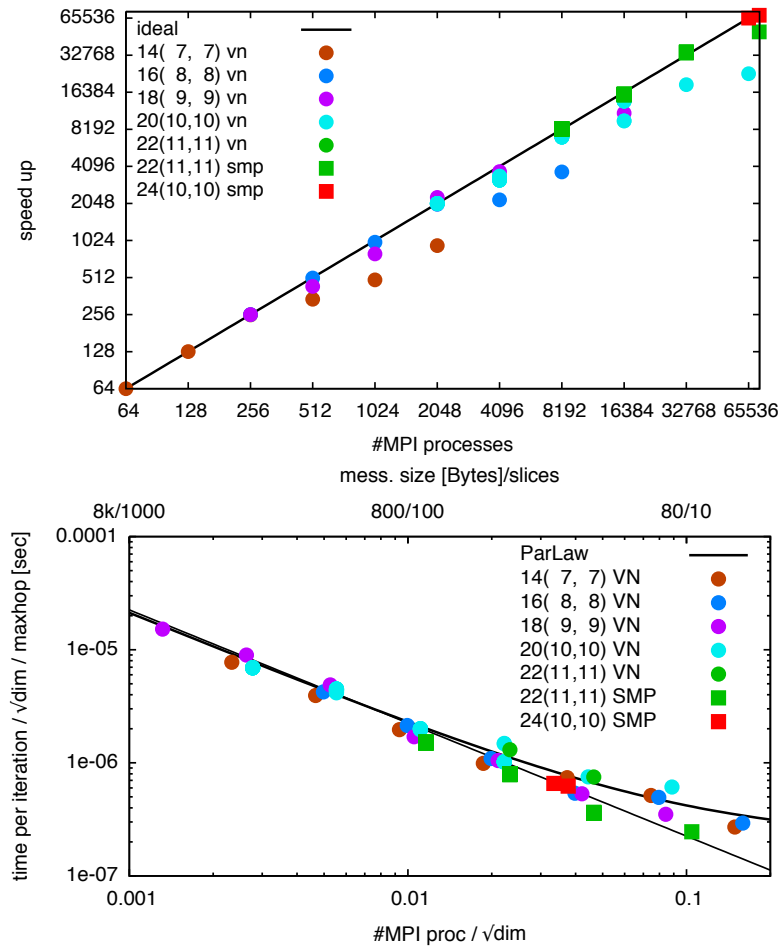 65536
32768
16384
8192
4096
2048
1024
512
256
128
64
speed up
ideal
14( 7, 7) vn
16( 8, 8) vn
18( 9, 9) vn
20(10,10) vn
22(11,11) vn
22(11,11) smp
24(10,10) smp
64 128 256 512 1024 2048 4096 8192 16384 32768 65536
#MPI processes
mess. size [Bytes]/slices
8k/1000 800/100 80/10
0.0001
1e-05
1e-06
1e-07
time per iteration / √dim / maxhop [sec]
ParLaw
14( 7, 7) VN
16( 8, 8) VN
18( 9, 9) VN
20(10,10) VN
22(11,11) VN
22(11,11) SMP
24(10,10) SMP
0.001 0.01 0.1
#MPI proc / √dim